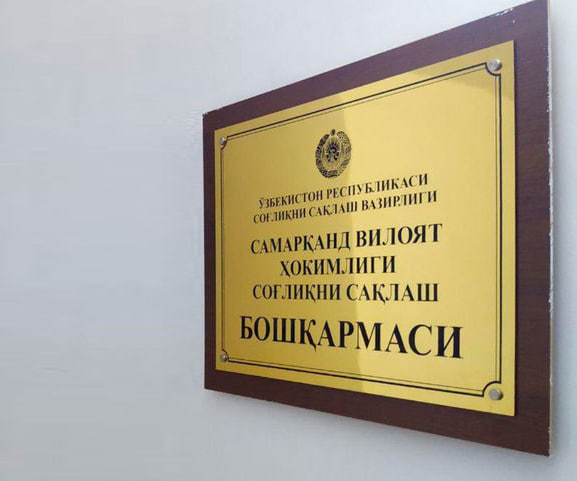 ЎЗБЕКИСТОН РЕСПУБЛИКАСИ
СОҒЛИҚНИ САҚЛАШ ВАЗИРЛИГИ
САМАРҚАНД ВИЛОЯТ
ҲОКИМЛИГИ
СОҒЛИҚНИ САҚЛАШ
БОШҚАРМАСИ